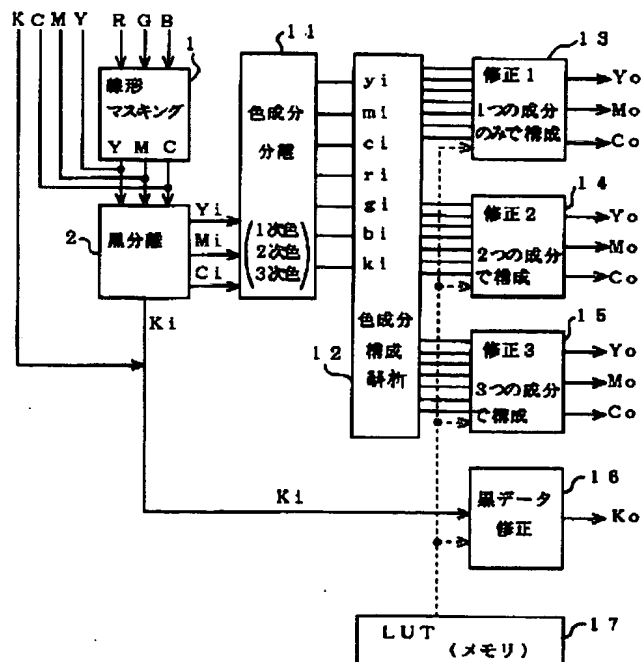 K C M Y R G B
1
線形
マスキング
Y M C
2
黒分離
Yi
Mi
Ci
Ki
11
色成分
分離
1次色
2次色
3次色
yi
mi
ci
ri
gi
bi
ki
色成分
構成
解析
12
13
修正1
1つの成分
のみで構成
Yo
Mo
Co
14
修正2
2つの成分
で構成
Yo
Mo
Co
15
修正3
3つの成分
で構成
Yo
Mo
Co
Ki
16
黒データ
修正
Ko
LUT
(メモリ)
17